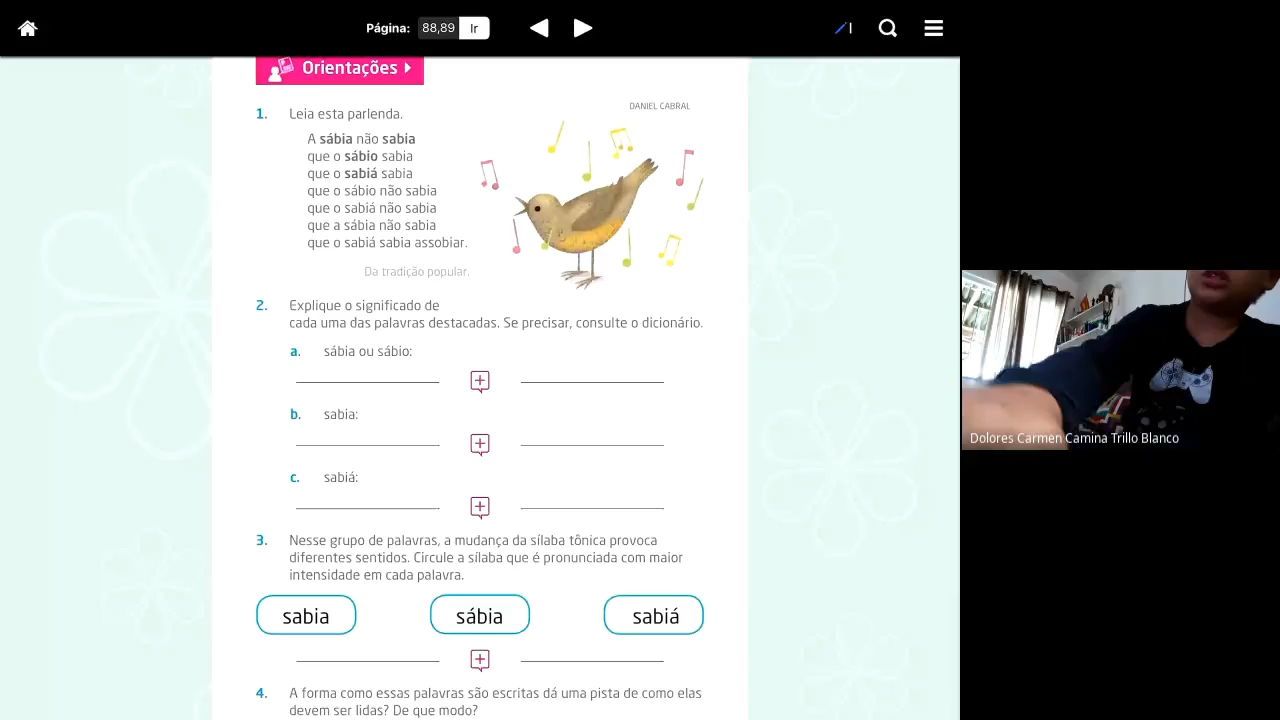 Página: 88,89 Ir
Orientações
DANIEL CABRAL
1. Leia esta parlenda.
A sábia não sabia
que o sábio sabia
que o sabiá sabia
que o sábio não sabia
que o sabiá não sabia
que a sábia não sabia
que o sabiá sabia assobiar.
Da tradição popular.
2. Explique o significado de
cada uma das palavras destacadas. Se precisar, consulte o dicionário.
a. sábia ou sábio:
b. sabia:
c. sabiá:
3. Nesse grupo de palavras, a mudança da sílaba tônica provoca
diferentes sentidos. Circule a sílaba que é pronunciada com maior
intensidade em cada palavra.
sabia sábia sabiá
4. A forma como essas palavras são escritas dá uma pista de como elas
devem ser lidas? De que modo?
Dolores Carmen Camina Trillo Blanco